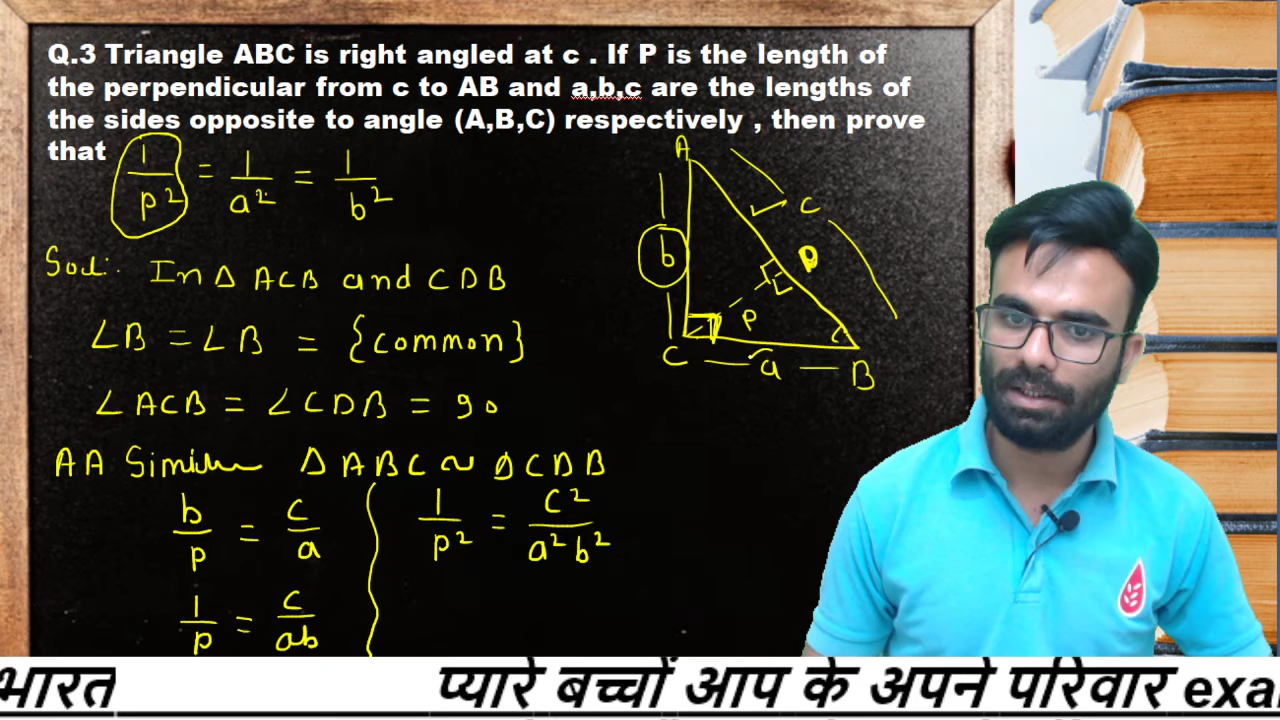 Q.3 Triangle ABC is right angled at c . If P is the length of
the perpendicular from c to AB and a,b,c are the lengths of
the sides opposite to angle (A,B,C) respectively , then prove
that
1/p² = 1/a² = 1/b²
Sol:. In Δ ACB and CDB
∠B = ∠B = {common}
∠ACB = ∠CDB = 90
AA Similar Δ ABC ~ Δ CDB
b/p = c/a
1/p = c/ab
1/p² = c²/a²b²
A
c
b
D
P
C — a — B
भारत प्यारे बच्चों आप के अपने परिवार exa